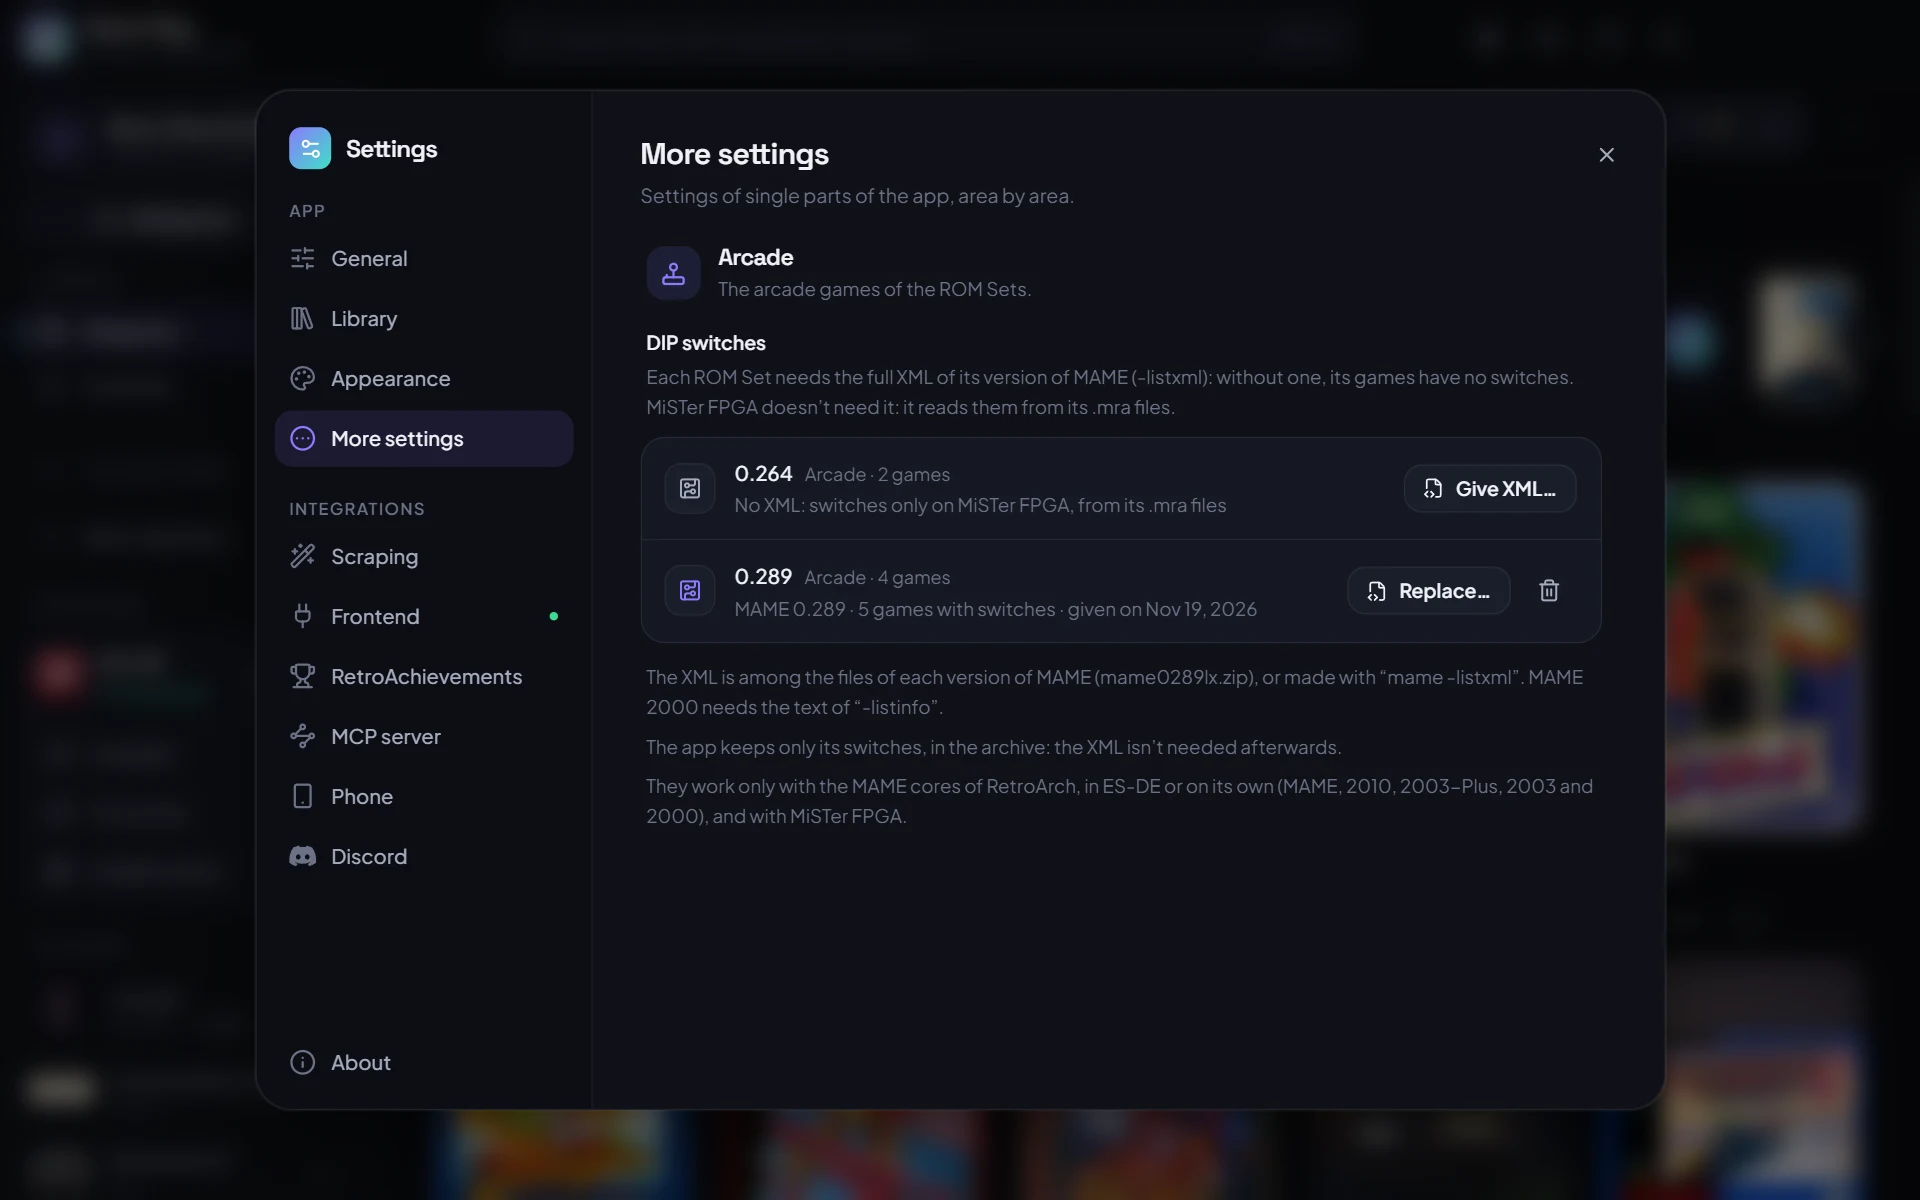 Settings
APP
General
Library
Appearance
More settings
INTEGRATIONS
Scraping
Frontend
RetroAchievements
MCP server
Phone
Discord
About
More settings
Settings of single parts of the app, area by area.
Arcade
The arcade games of the ROM Sets.
DIP switches
Each ROM Set needs the full XML of its version of MAME (-listxml): without one, its games have no switches.
MiSTer FPGA doesn't need it: it reads them from its .mra files.
0.264 Arcade · 2 games
No XML: switches only on MiSTer FPGA, from its .mra files
Give XML…
0.289 Arcade · 4 games
MAME 0.289 · 5 games with switches · given on Nov 19, 2026
Replace…
The XML is among the files of each version of MAME (mame0289lx.zip), or made with “mame -listxml”. MAME
2000 needs the text of “-listinfo”.
The app keeps only its switches, in the archive: the XML isn't needed afterwards.
They work only with the MAME cores of RetroArch, in ES-DE or on its own (MAME, 2010, 2003-Plus, 2003 and
2000), and with MiSTer FPGA.